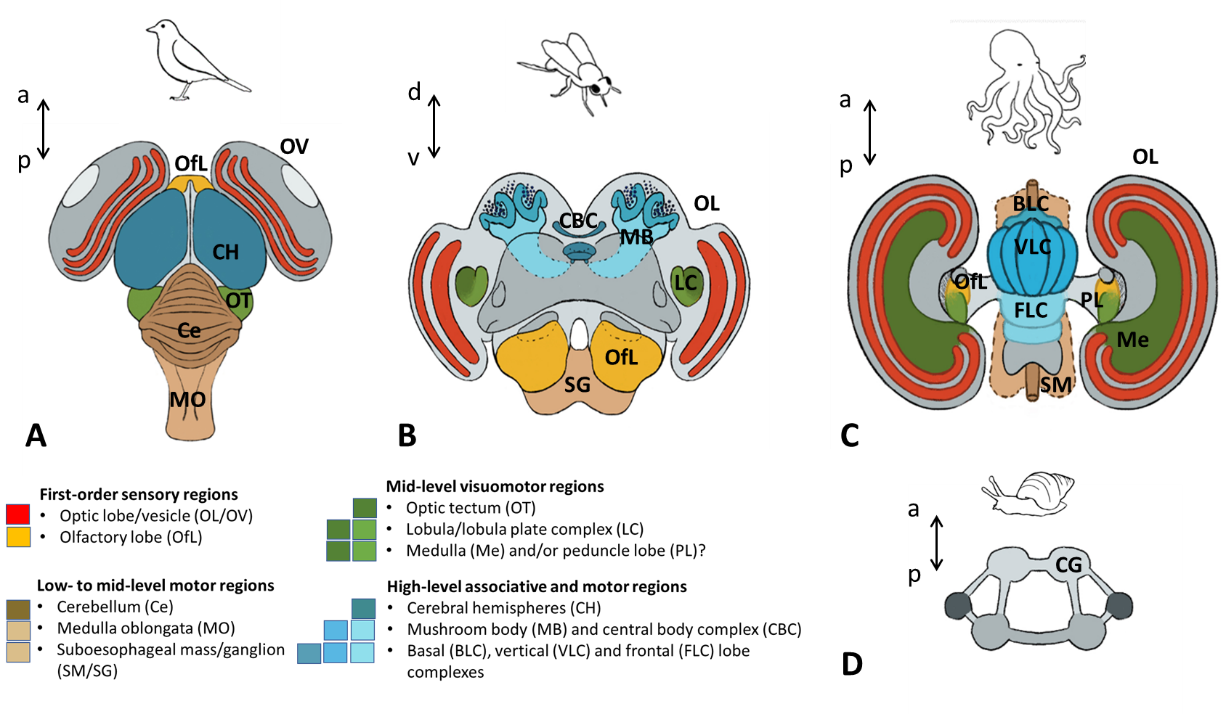 a
p
OfL
OV
CH
OT
Ce
MO
A
d
v
CBC
MB
OL
LC
OfL
SG
B
a
p
OL
BLC
VLC
OfL
FLC
PL
Me
SM
C
First-order sensory regions
• Optic lobe/vesicle (OL/OV)
• Olfactory lobe (OfL)
Low- to mid-level motor regions
• Cerebellum (Ce)
• Medulla oblongata (MO)
• Suboesophageal mass/ganglion
(SM/SG)
Mid-level visuomotor regions
• Optic tectum (OT)
• Lobula/lobula plate complex (LC)
• Medulla (Me) and/or peduncle lobe (PL)?
High-level associative and motor regions
• Cerebral hemispheres (CH)
• Mushroom body (MB) and central body complex (CBC)
• Basal (BLC), vertical (VLC) and frontal (FLC) lobe
complexes
a
p
CG
D